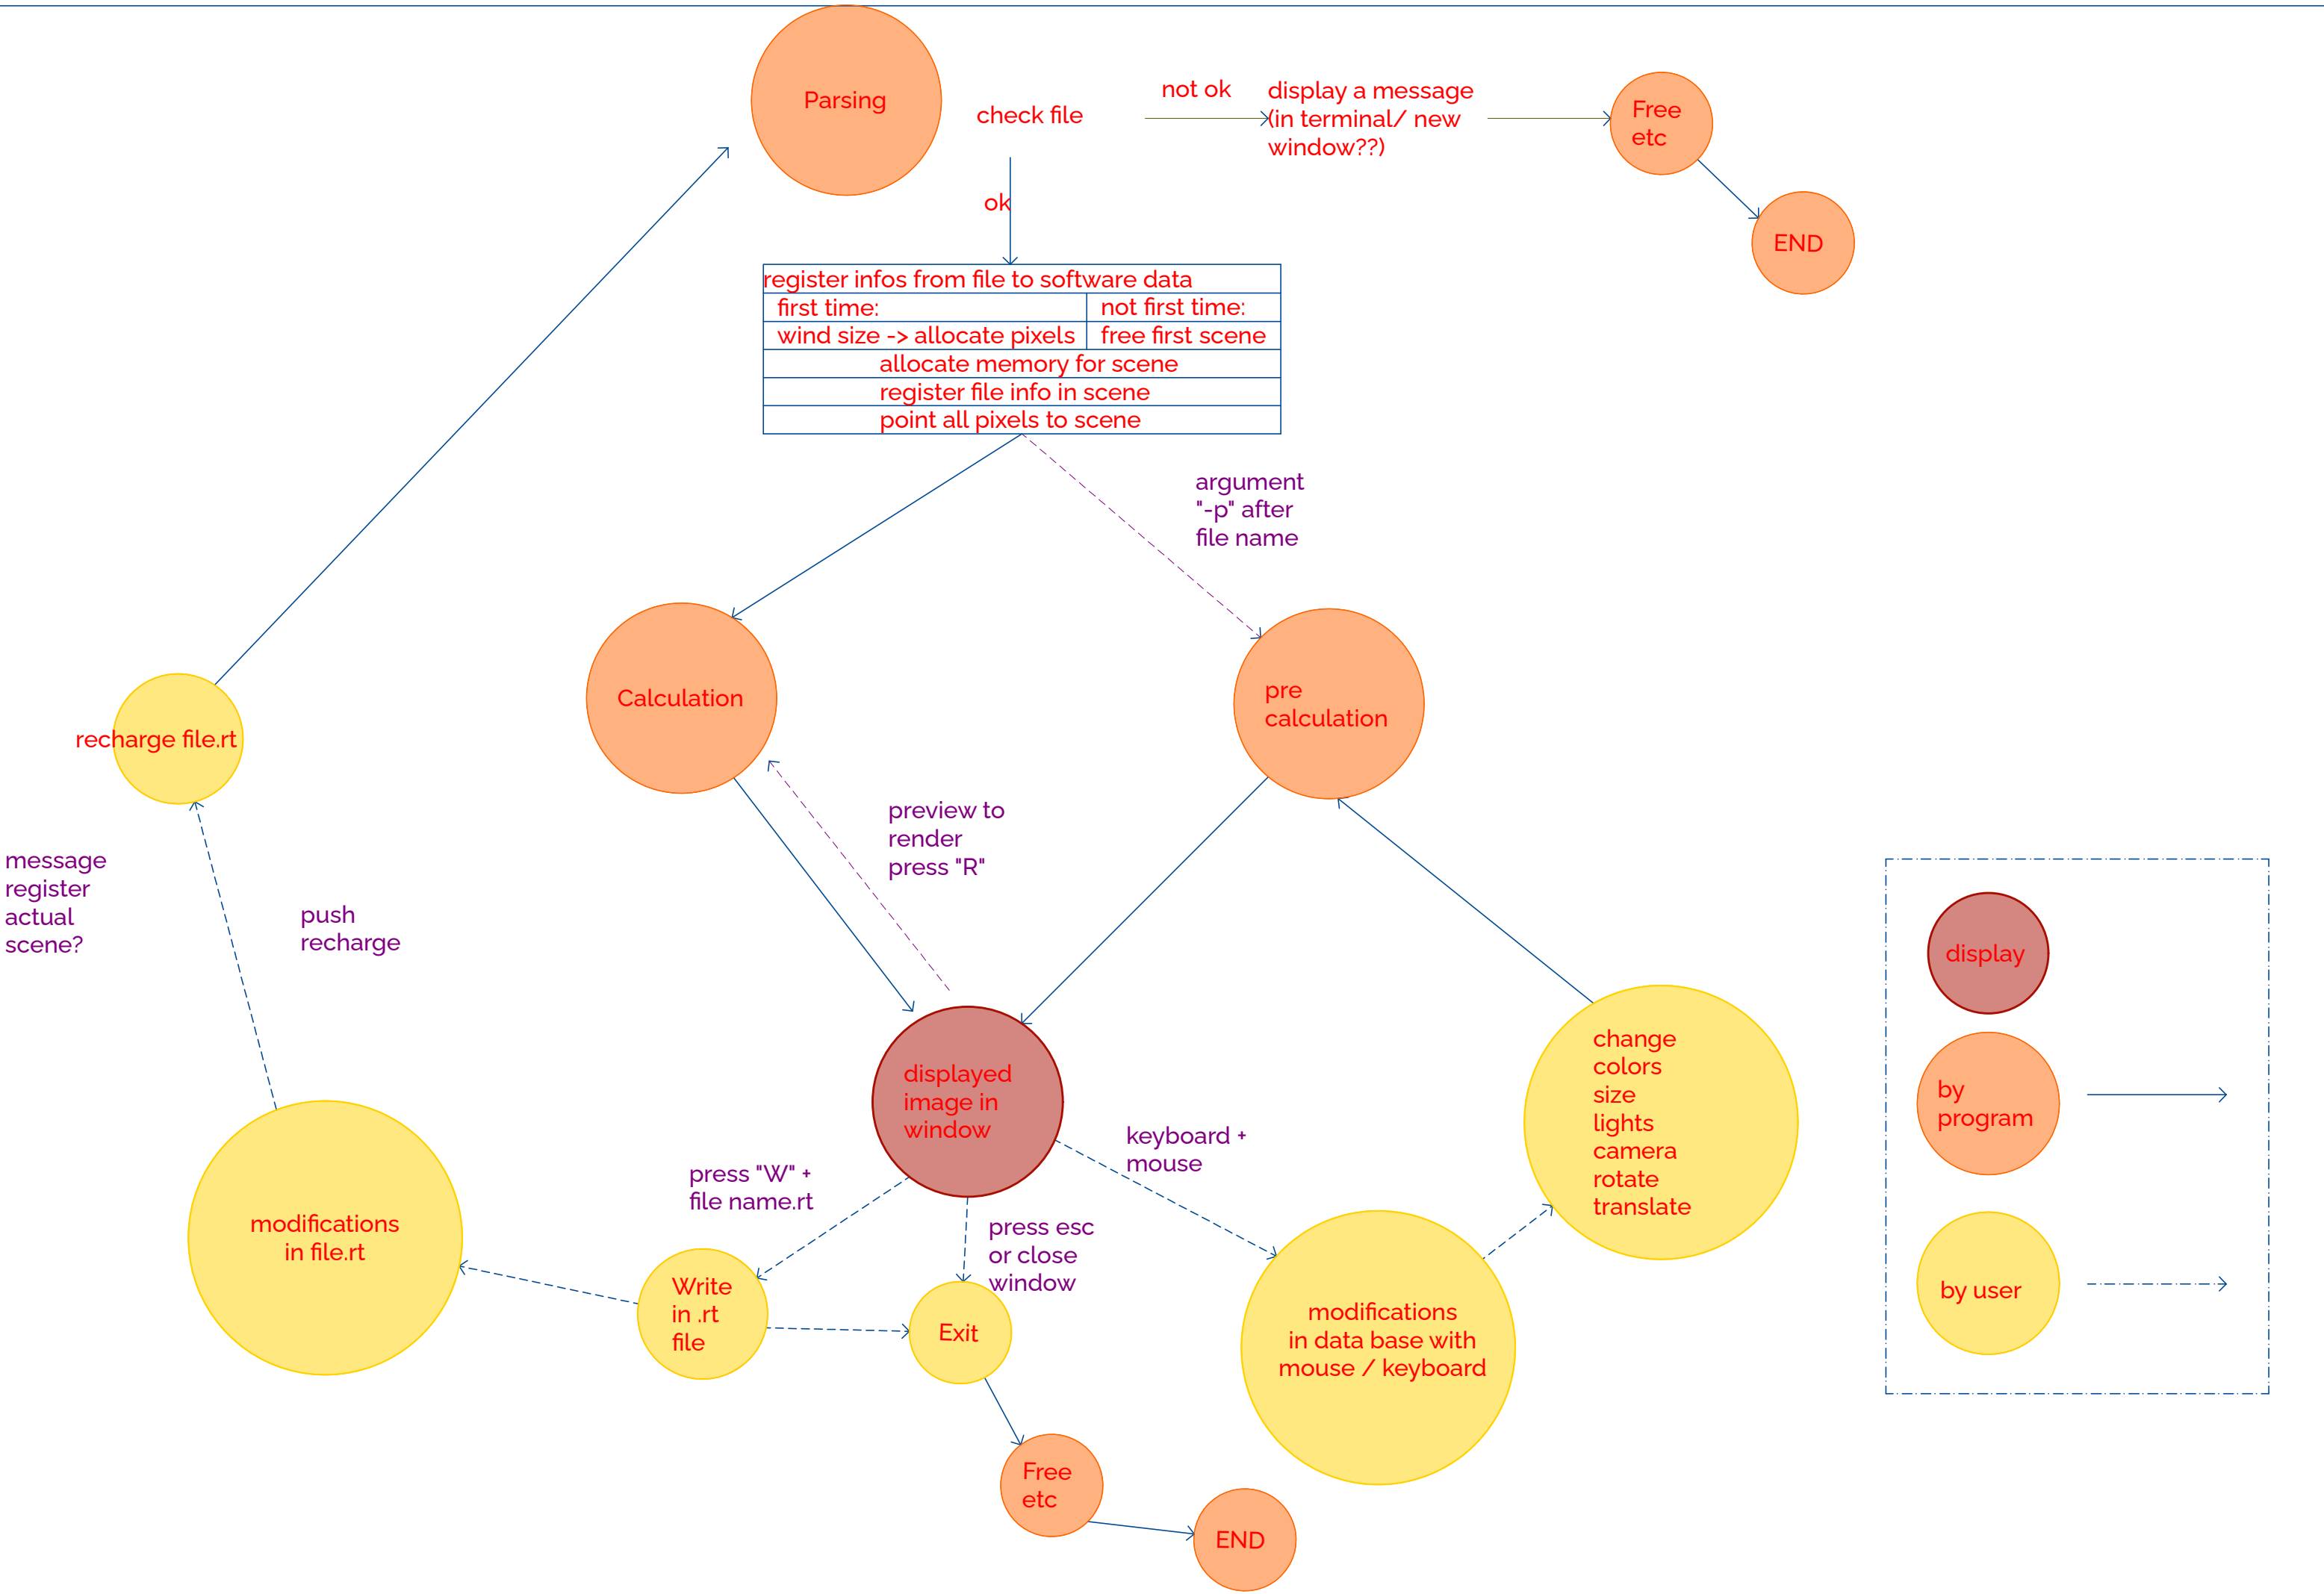 Parsing
check file
not ok
display a message
(in terminal/ new
window??)
Free
etc
END
ok
register infos from file to software data
first time:
not first time:
wind size -> allocate pixels
free first scene
allocate memory for scene
register file info in scene
point all pixels to scene
argument
"-p" after
file name
Calculation
pre
calculation
recharge file.rt
preview to
render
press "R"
message
register
actual
scene?
push
recharge
displayed
image in
window
change
colors
size
lights
camera
rotate
translate
display
by
program
by user
keyboard +
mouse
press "W" +
file name.rt
press esc
or close
window
modifications
in file.rt
Write
in .rt
file
Exit
modifications
in data base with
mouse / keyboard
Free
etc
END